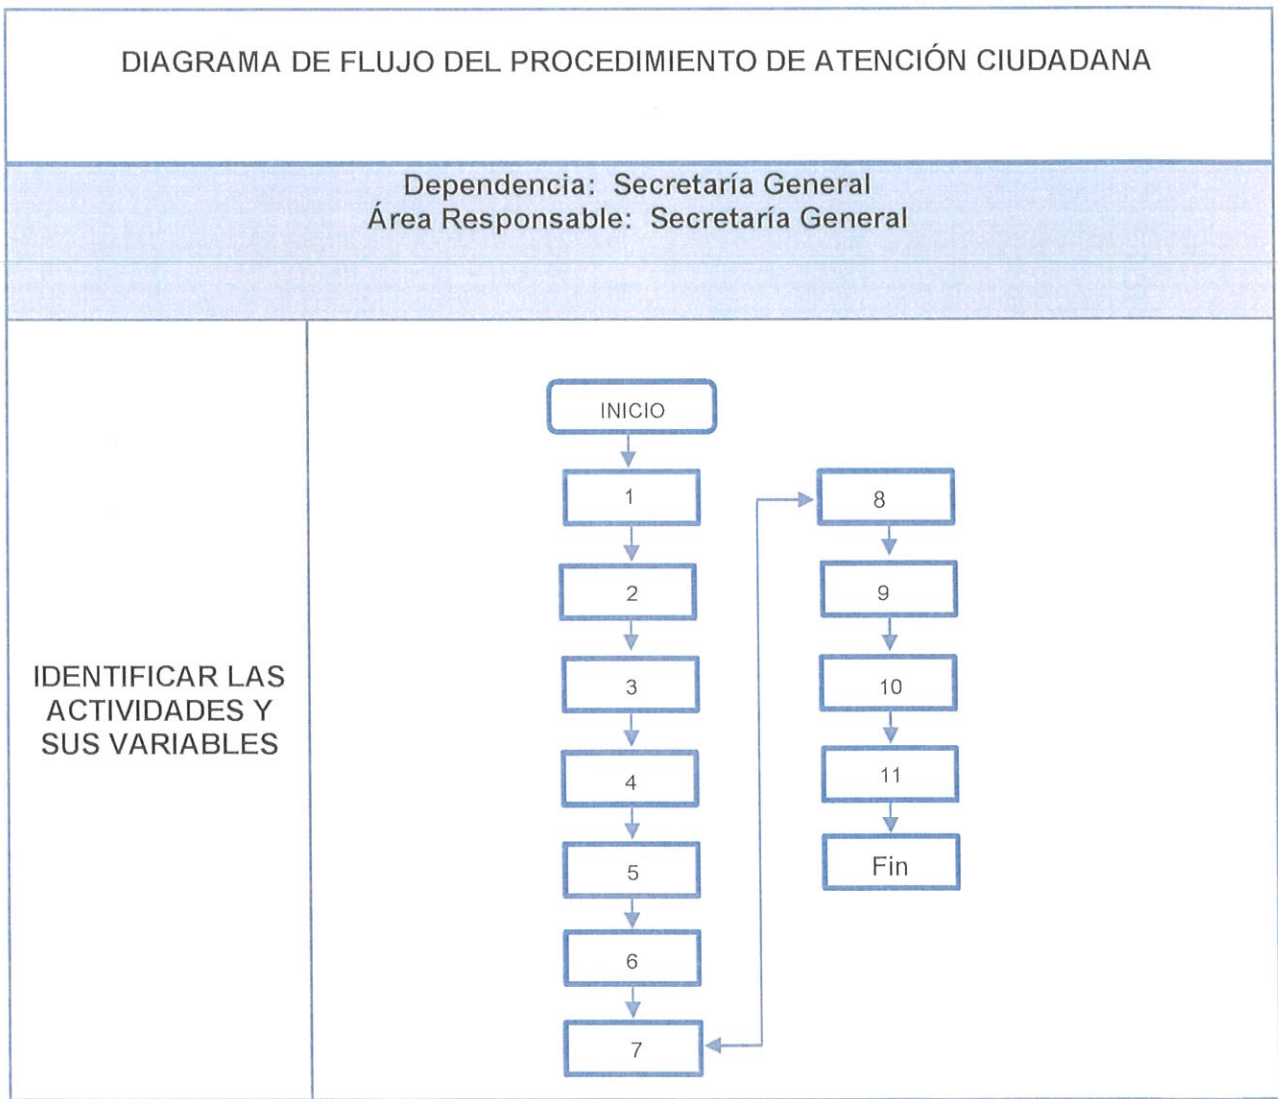 DIAGRAMA DE FLUJO DEL PROCEDIMIENTO DE ATENCIÓN CIUDADANA
Dependencia: Secretaría General
Área Responsable: Secretaría General
IDENTIFICAR LAS
ACTIVIDADES Y
SUS VARIABLES
INICIO
1
2
3
4
5
6
7
8
9
10
11
Fin